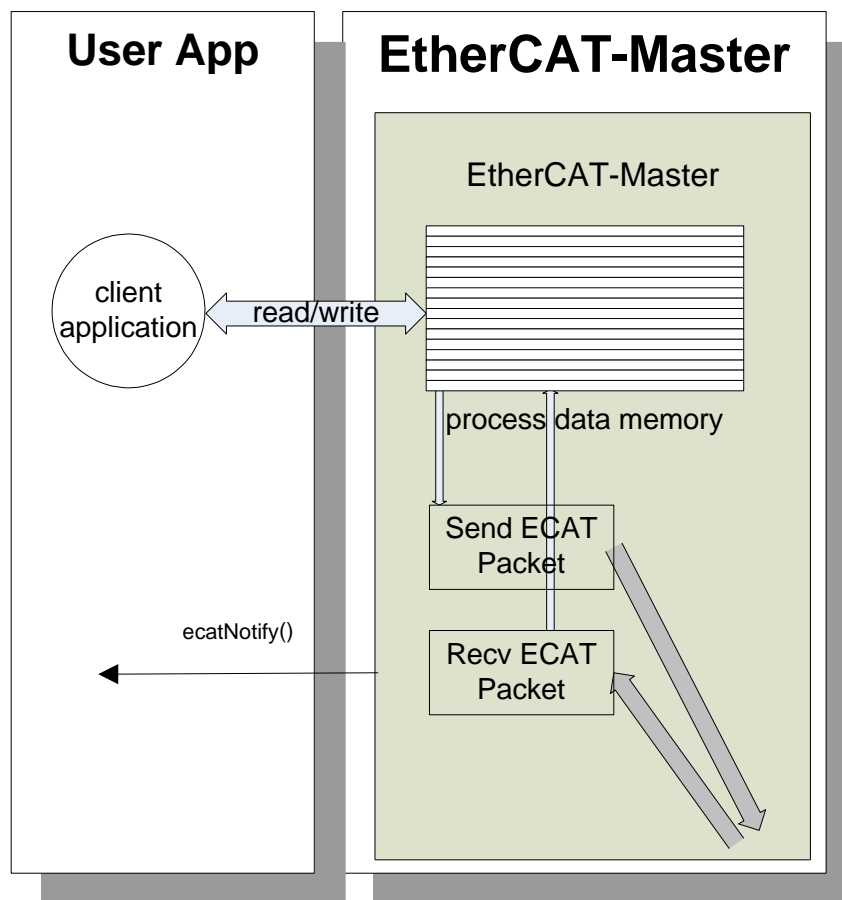 User App
EtherCAT-Master
EtherCAT-Master
client
application
read/write
process data memory
Send ECAT
Packet
ecatNotify()
Recv ECAT
Packet